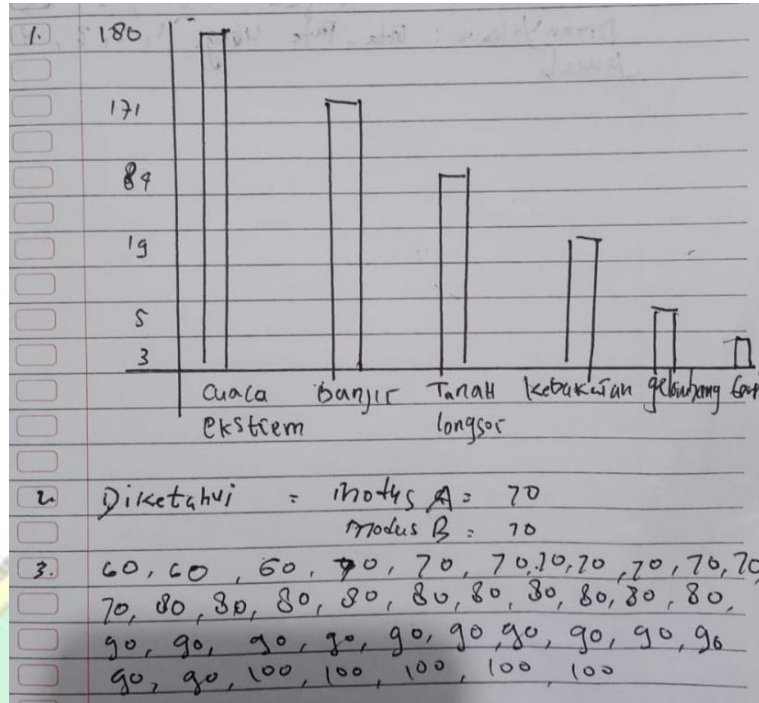 1. 180
171
84
19
5
3
Cuaca Banjir Tanah kebakaran gelombang
ekstrem longsor
2. Diketahui = modus A = 70
modus B = 70
3. 60, 60, 60, 70, 70, 70, 70, 70, 70, 70, 70
70, 80, 80, 80, 80, 80, 80, 80, 80, 80, 80,
90, 90, 90, 90, 90, 90, 90, 90, 90, 90
90, 90, 100, 100, 100, 100, 100